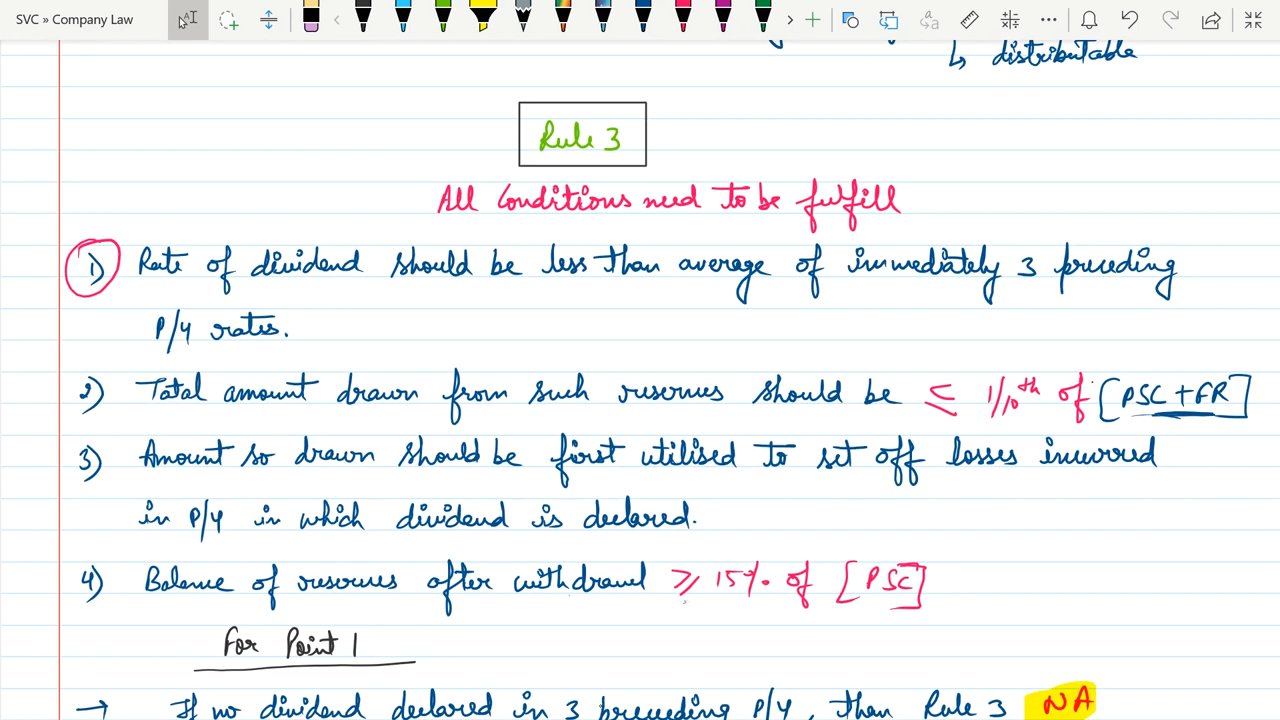 SVC » Company Law
↳ distributable
Rule 3
All Conditions need to be fulfill
1) Rate of dividend should be less than average of immediately 3 preceding
P/Y rates.
2) Total amount drawn from such reserves should be ≤ 1/10th of [PSC + FR]
3) Amount so drawn should be first utilised to set off losses incurred
in P/Y in which dividend is declared.
4) Balance of reserves after withdrawl ≥ 15% of [PSC]
For Point 1
→ If no dividend declared in 3 preceding P/Y, than Rule 3 NA